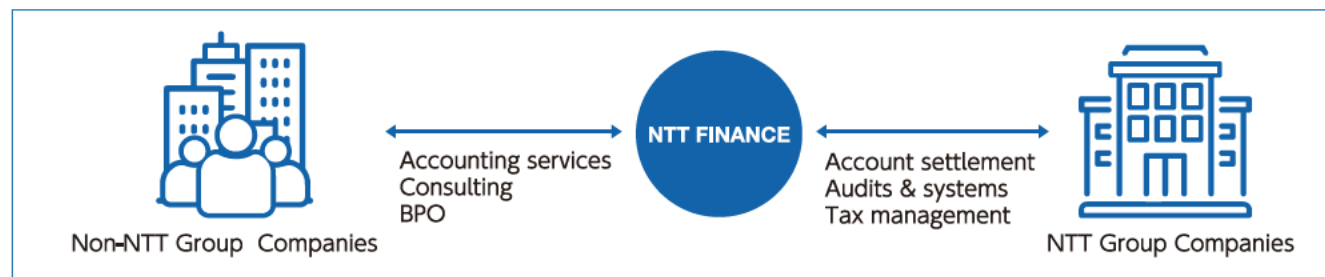 NTT FINANCE
Accounting services
Consulting
BPO
Account settlement
Audits & systems
Tax management
Non-NTT Group Companies
NTT Group Companies